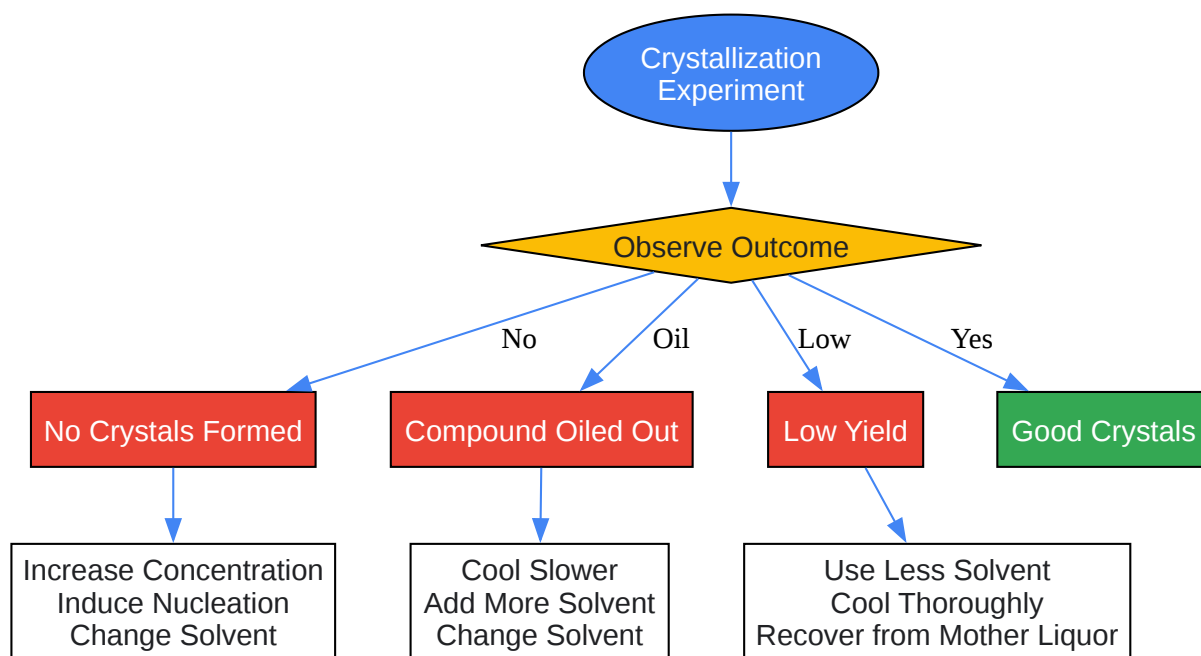 Crystallization
Experiment
Observe Outcome
No
Oil
Low
Yes
No Crystals Formed
Compound Oiled Out
Low Yield
Good Crystals
Increase Concentration
Induce Nucleation
Change Solvent
Cool Slower
Add More Solvent
Change Solvent
Use Less Solvent
Cool Thoroughly
Recover from Mother Liquor